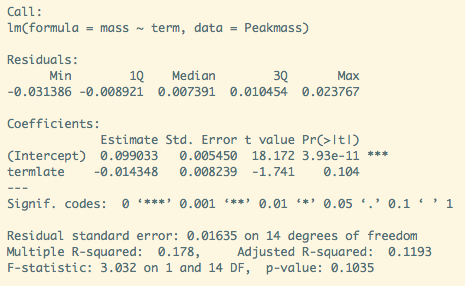 Call:
lm(formula = mass ~ term, data = Peakmass)
Residuals:
Min 1Q Median 3Q Max
-0.031386 -0.008921 0.007391 0.010454 0.023767
Coefficients:
Estimate Std. Error t value Pr(>|t|)
(Intercept) 0.099033 0.005450 18.172 3.93e-11 ***
termlate -0.014348 0.008239 -1.741 0.104
---
Signif. codes: 0 ‘***’ 0.001 ‘**’ 0.01 ‘*’ 0.05 ‘.’ 0.1 ‘ ’ 1
Residual standard error: 0.01635 on 14 degrees of freedom
Multiple R-squared: 0.178, Adjusted R-squared: 0.1193
F-statistic: 3.032 on 1 and 14 DF, p-value: 0.1035